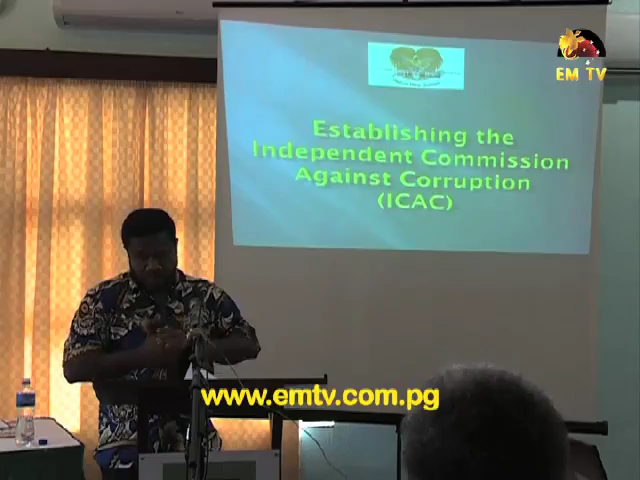 EM TV
Establishing the
Independent Commission
Against Corruption
(ICAC)
www.emtv.com.pg